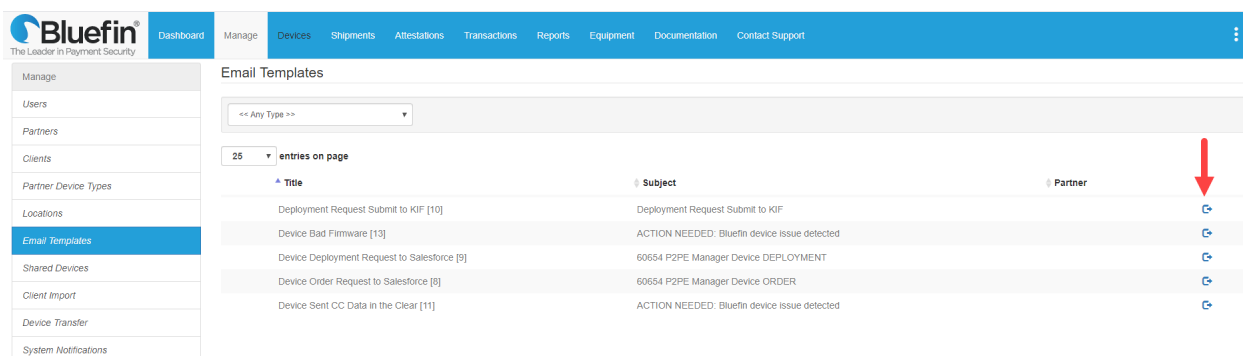 Bluefin®
The Leader in Payment Security
Dashboard
Manage
Devices
Shipments
Attestations
Transactions
Reports
Equipment
Documentation
Contact Support
Manage
Users
Partners
Clients
Partner Device Types
Locations
Email Templates
Shared Devices
Client Import
Device Transfer
System Notifications
Email Templates
<< Any Type >>
25 entries on page
Title Subject Partner
Deployment Request Submit to KIF [10] Deployment Request Submit to KIF
Device Bad Firmware [13] ACTION NEEDED: Bluefin device issue detected
Device Deployment Request to Salesforce [9] 60654 P2PE Manager Device DEPLOYMENT
Device Order Request to Salesforce [8] 60654 P2PE Manager Device ORDER
Device Sent CC Data in the Clear [11] ACTION NEEDED: Bluefin device issue detected